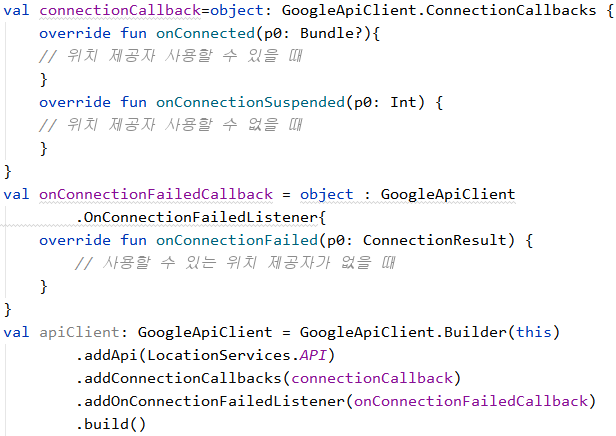 val connectionCallback=object: GoogleApiClient.ConnectionCallbacks {
    override fun onConnected(p0: Bundle?){
    // 위치 제공자 사용할 수 있을 때
    }
    override fun onConnectionSuspended(p0: Int) {
    // 위치 제공자 사용할 수 없을 때
    }
}
val onConnectionFailedCallback = object : GoogleApiClient
        .OnConnectionFailedListener{
    override fun onConnectionFailed(p0: ConnectionResult) {
        // 사용할 수 있는 위치 제공자가 없을 때
    }
}
val apiClient: GoogleApiClient = GoogleApiClient.Builder(this)
        .addApi(LocationServices.API)
        .addConnectionCallbacks(connectionCallback)
        .addOnConnectionFailedListener(onConnectionFailedCallback)
        .build()